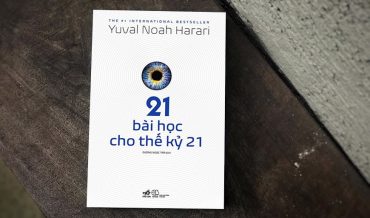 THE #1 INTERNATIONAL BESTSELLER
Yuval Noah Harari
21
bài học
cho thế kỷ 21